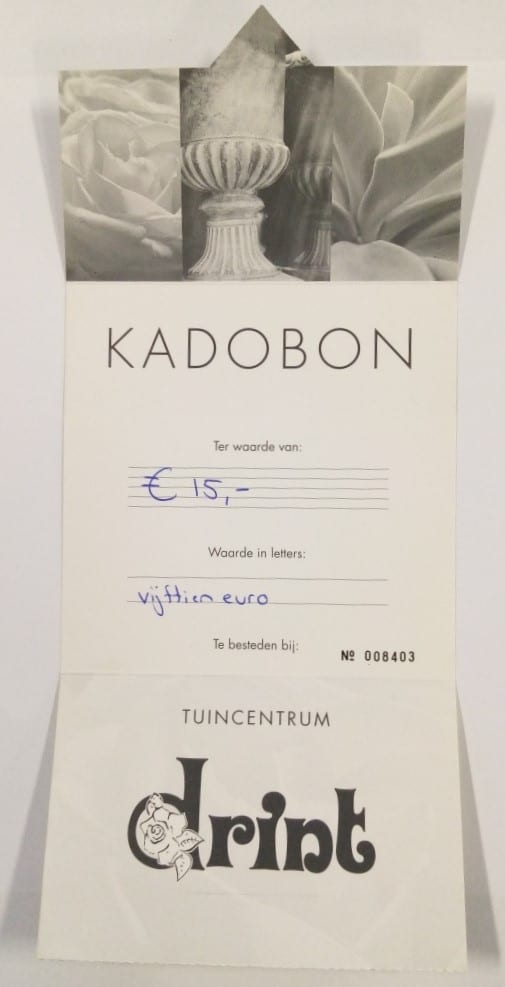 KADOBON
Ter waarde van:
€ 15,-
Waarde in letters:
vijftien euro
Te besteden bij:
Nº 008403
TUINCENTRUM
drint